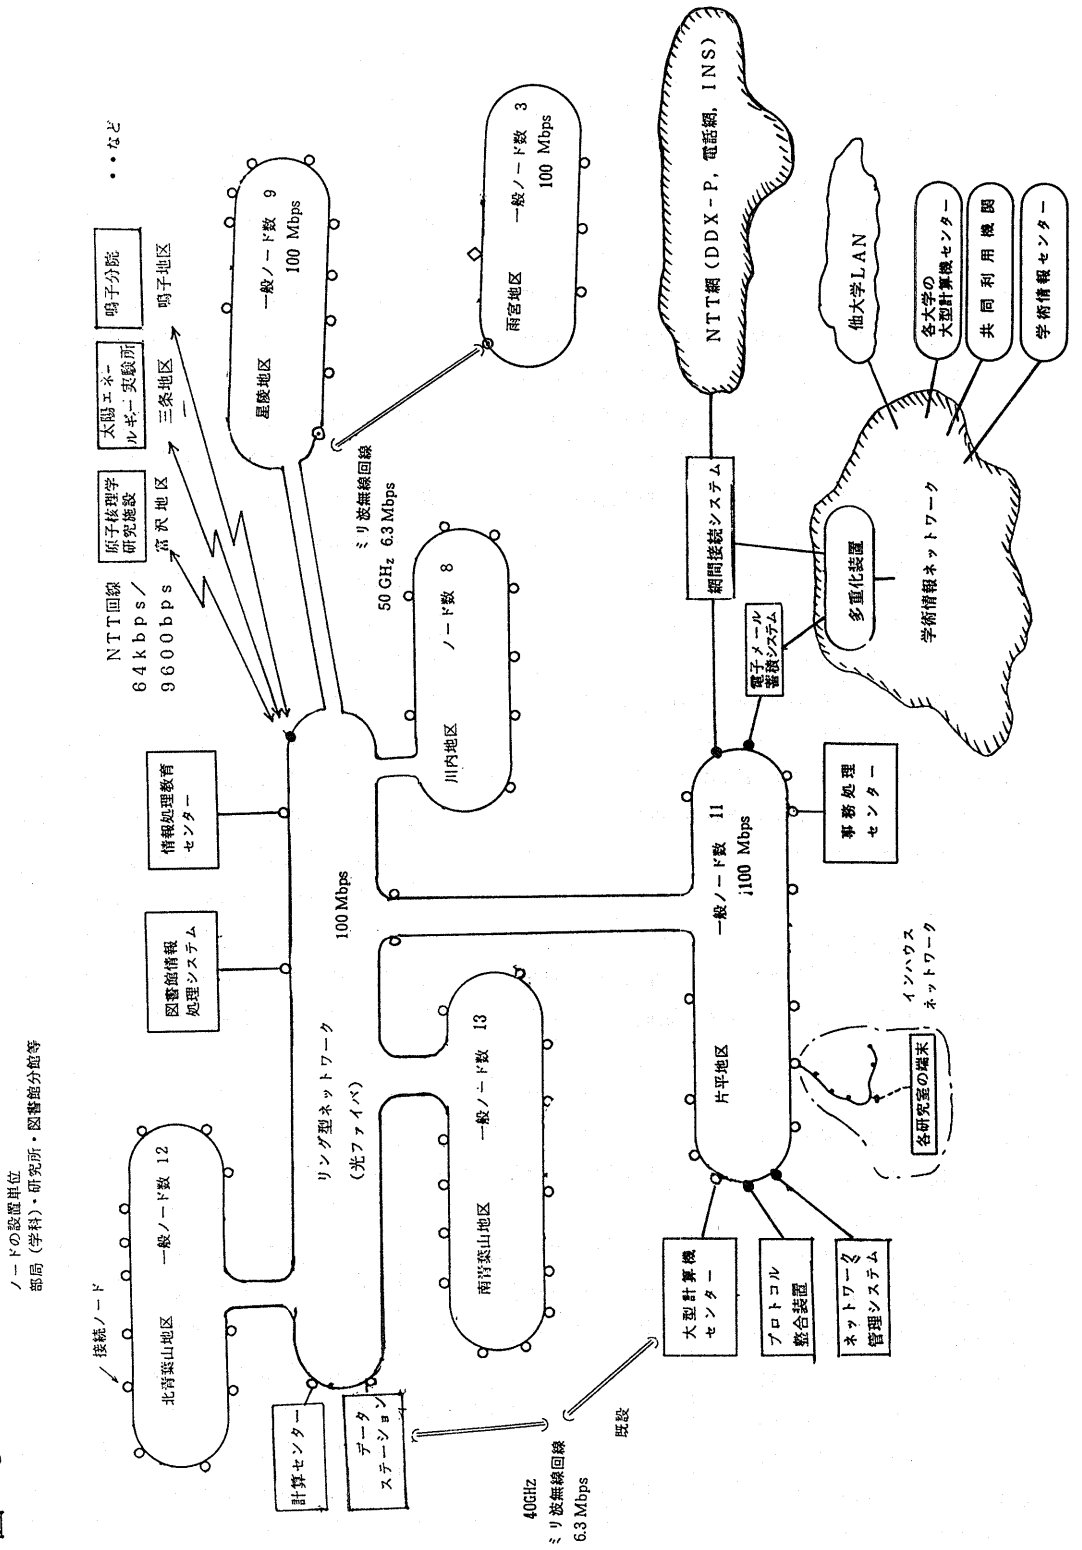 ノードの設置単位
部局(学科)・研究所・図書館分館等
接続ノード
北青葉山地区 一般ノード数 12
計算センター
データ
ステーション
40GHz
ミリ波無線回線
6.3 Mbps
既設
図書館情報
処理システム
情報処理教育
センター
リング型ネットワーク
(光ファイバ)
100 Mbps
南青葉山地区 一般ノード数 13
NTT回線
64kbps/
9600bps
原子核理学
研究施設
富沢地区
太陽エネー
ルギー実験所
三条地区
鳴子分院
鳴子地区
・・など
星陵地区 一般ノード数 9
100 Mbps
ミリ波無線回線
50 GHz 6.3 Mbps
川内地区 ノード数 8
雨宮地区 一般ノード数 3
100 Mbps
大型計算機
センター
プロトコル
整合装置
ネットワーク
管理システム
片平地区 一般ノード数 11
100 Mbps
各研究室の端末
インハウス
ネットワーク
事務処理
センター
電子メール
蓄積システム
網間接続システム
NTT網(DDX-P, 電話網, INS)
多重化装置
学術情報ネットワーク
他大学LAN
各大学の
大型計算機センター
共同利用機関
学術情報センター